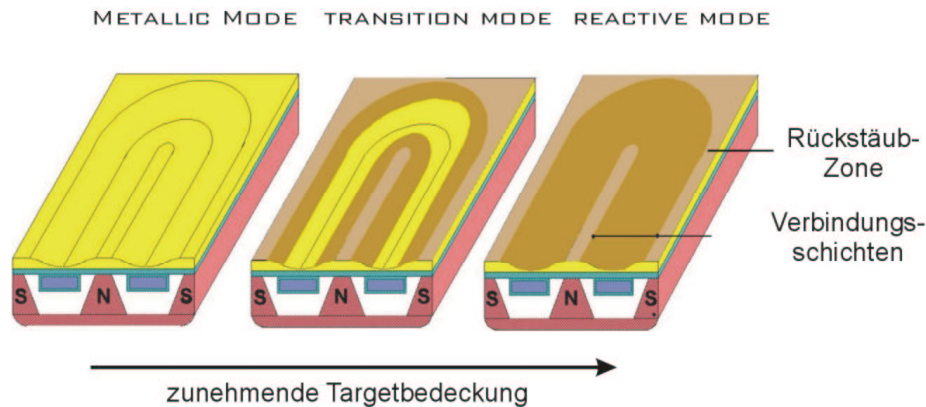 METALLIC MODE TRANSITION MODE REACTIVE MODE
Rückstäub-
Zone
Verbindungs-
schichten
S N S S N S S N S
zunehmende Targetbedeckung